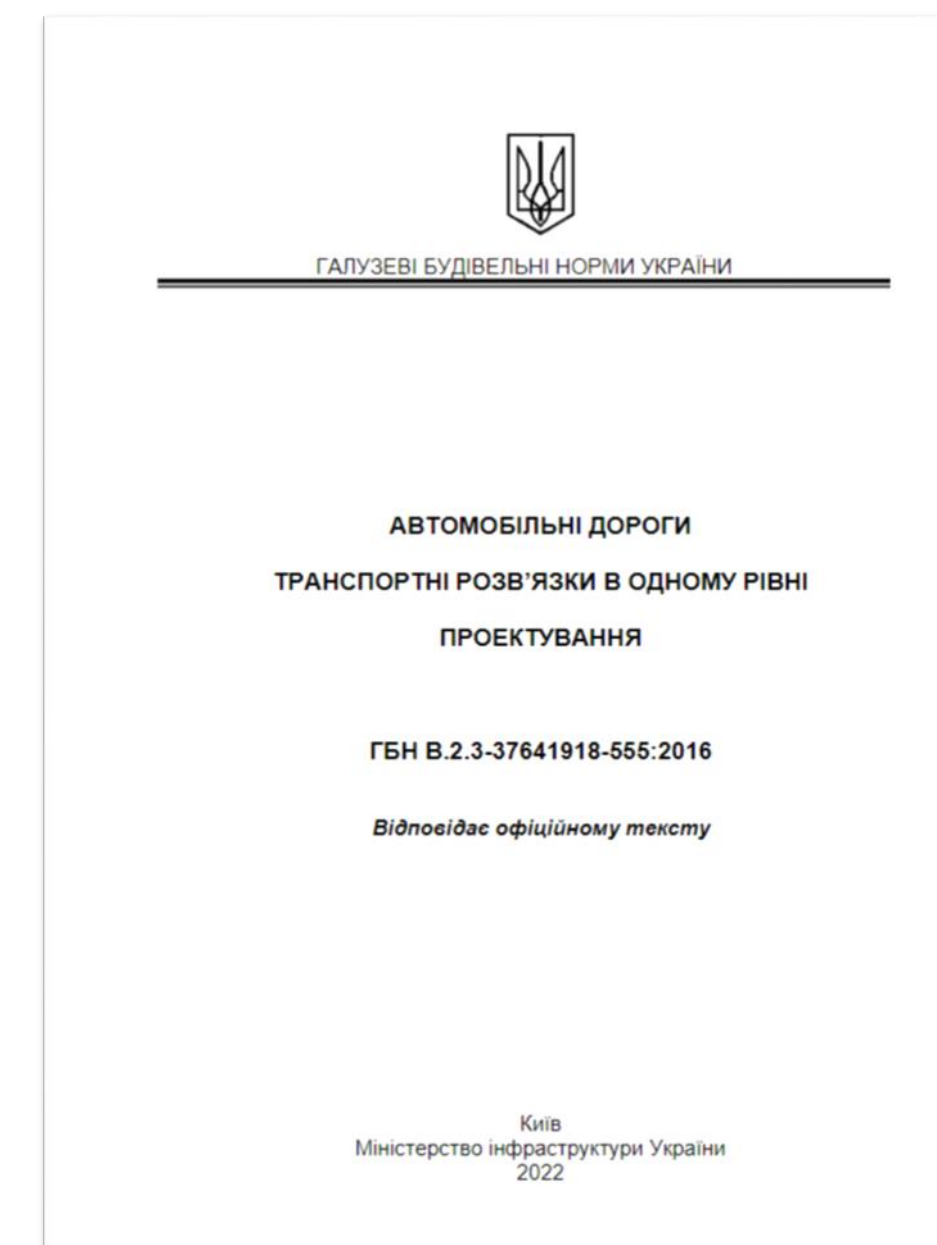 ГАЛУЗЕВІ БУДІВЕЛЬНІ НОРМИ УКРАЇНИ
АВТОМОБІЛЬНІ ДОРОГИ
ТРАНСПОРТНІ РОЗВ'ЯЗКИ В ОДНОМУ РІВНІ
ПРОЕКТУВАННЯ
ГБН В.2.3-37641918-555:2016
Відповідає офіційному тексту
Київ
Міністерство інфраструктури України
2022